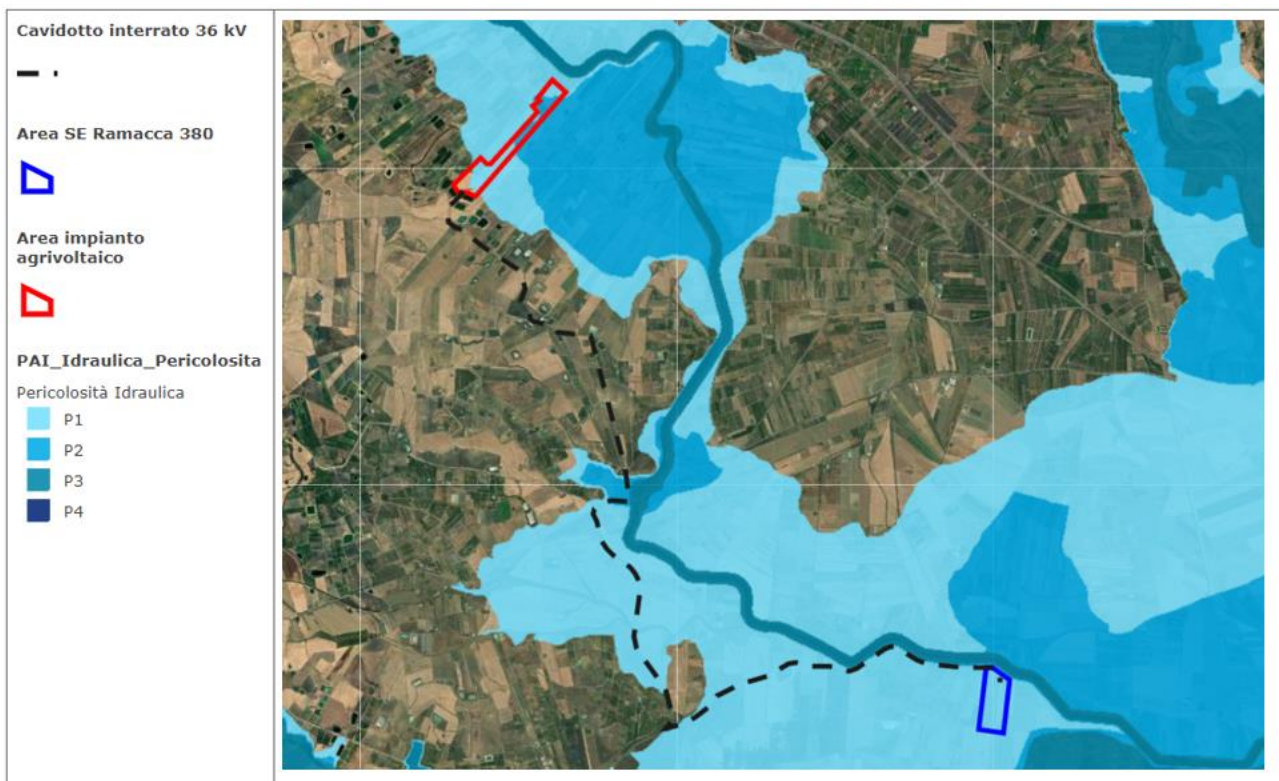 Cavidotto interrato 36 kV
Area SE Ramacca 380
Area impianto
agrivoltaico
PAI_Idraulica_Pericolosita
Pericolosità Idraulica
P1
P2
P3
P4